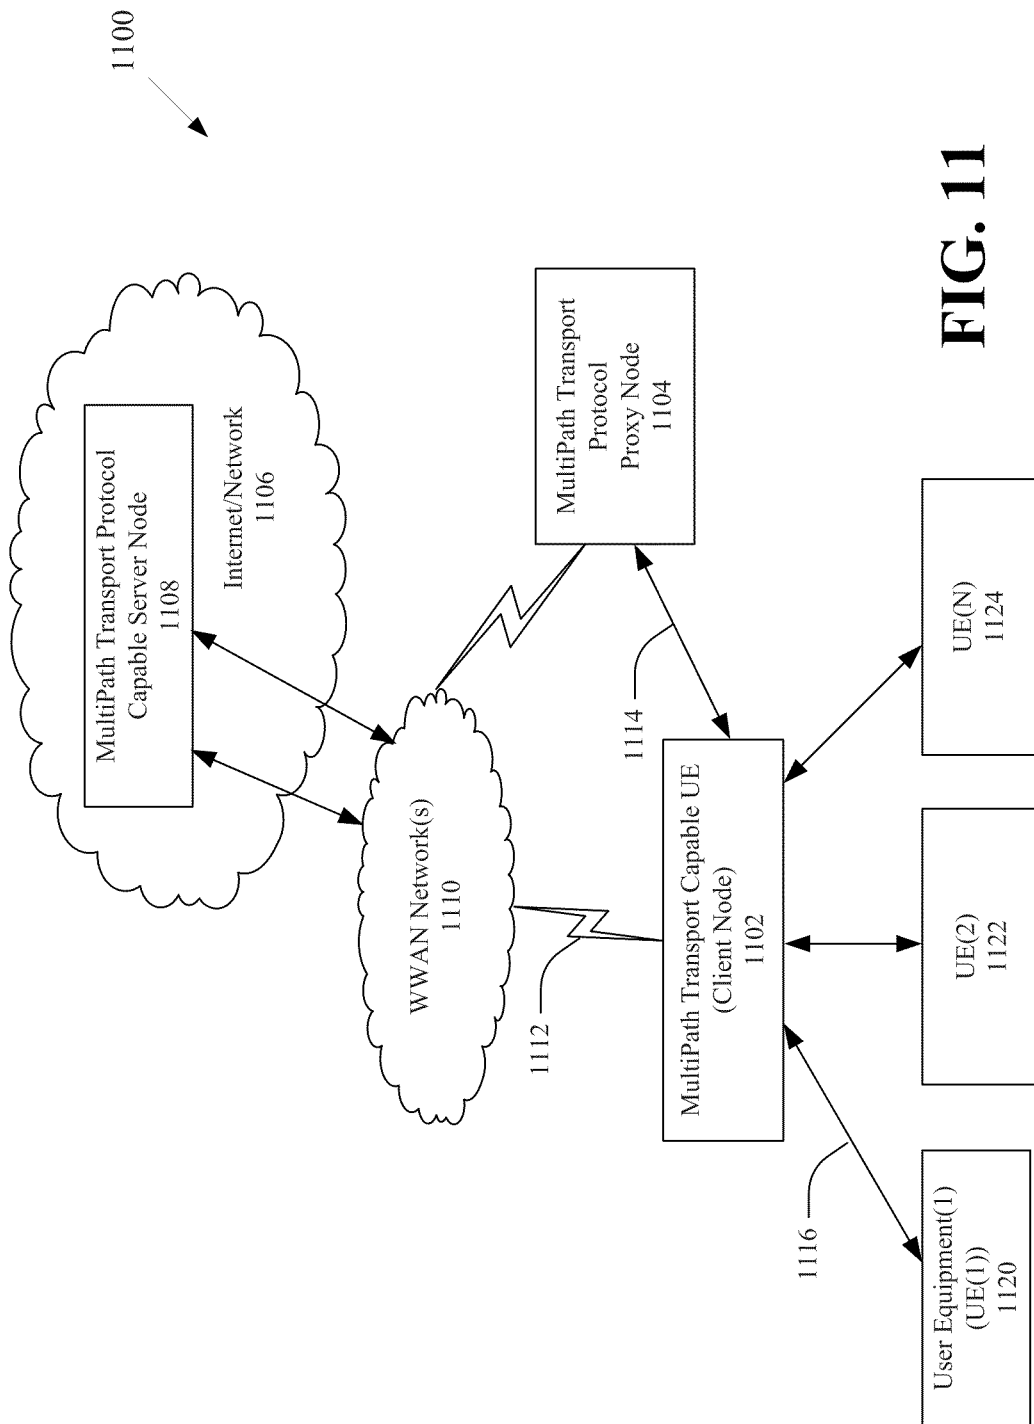 1100
MultiPath Transport Protocol
Capable Server Node
1108
Internet/Network
1106
WWAN Network(s)
1110
MultiPath Transport
Protocol
Proxy Node
1104
1112
1114
MultiPath Transport Capable UE
(Client Node)
1102
1116
User Equipment(1)
(UE(1))
1120
UE(2)
1122
UE(N)
1124
FIG. 11